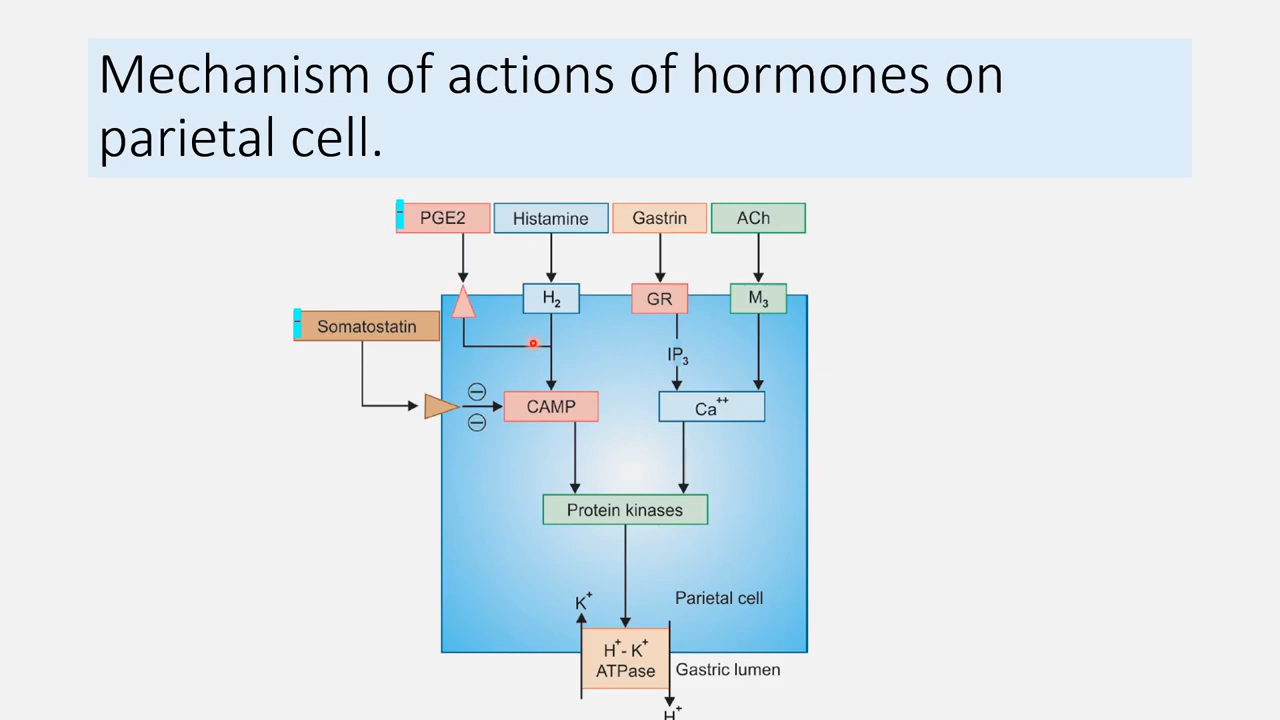 Mechanism of actions of hormones on
parietal cell.
PGE2
Histamine
Gastrin
ACh
H₂
GR
M₃
Somatostatin
IP₃
CAMP
Ca⁺⁺
Protein kinases
K⁺
Parietal cell
H⁺- K⁺
ATPase
Gastric lumen
H⁺